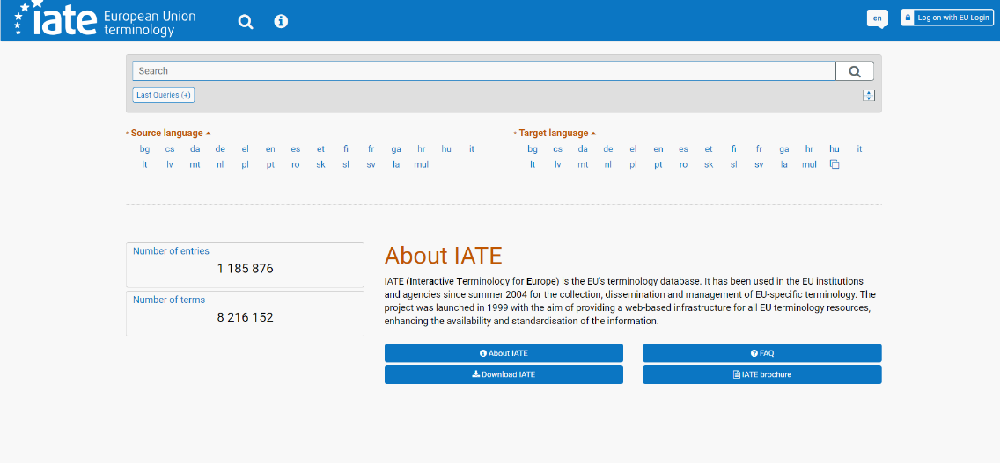 iate European Union
terminology
en
Log on with EU Login
Search
Last Queries (+)
* Source language
bg cs da de el en es et fi fr ga hr hu it
lt lv mt nl pl pt ro sk sl sv la mul
* Target language
bg cs da de el en es et fi fr ga hr hu it
lt lv mt nl pl pt ro sk sl sv la mul
Number of entries
1 185 876
Number of terms
8 216 152
About IATE
IATE (Interactive Terminology for Europe) is the EU's terminology database. It has been used in the EU institutions
and agencies since summer 2004 for the collection, dissemination and management of EU-specific terminology. The
project was launched in 1999 with the aim of providing a web-based infrastructure for all EU terminology resources,
enhancing the availability and standardisation of the information.
About IATE
FAQ
Download IATE
IATE brochure